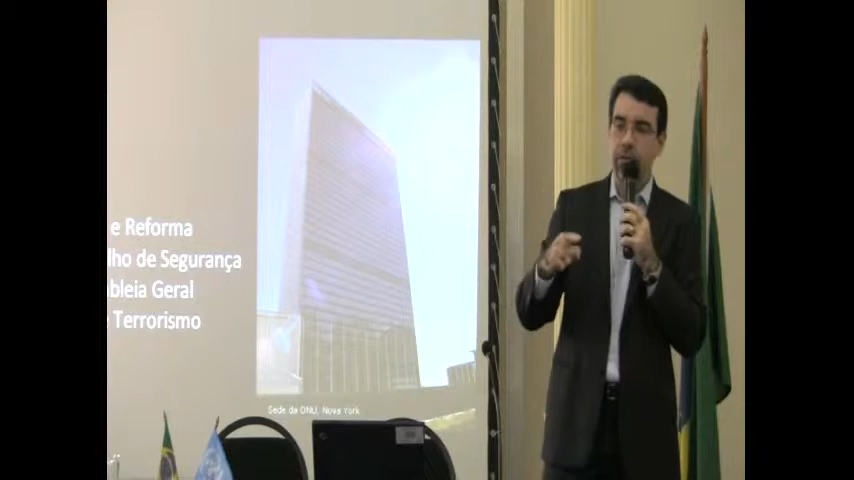 e Reforma
lho de Segurança
bleia Geral
Terrorismo
Sede da ONU, Nova York